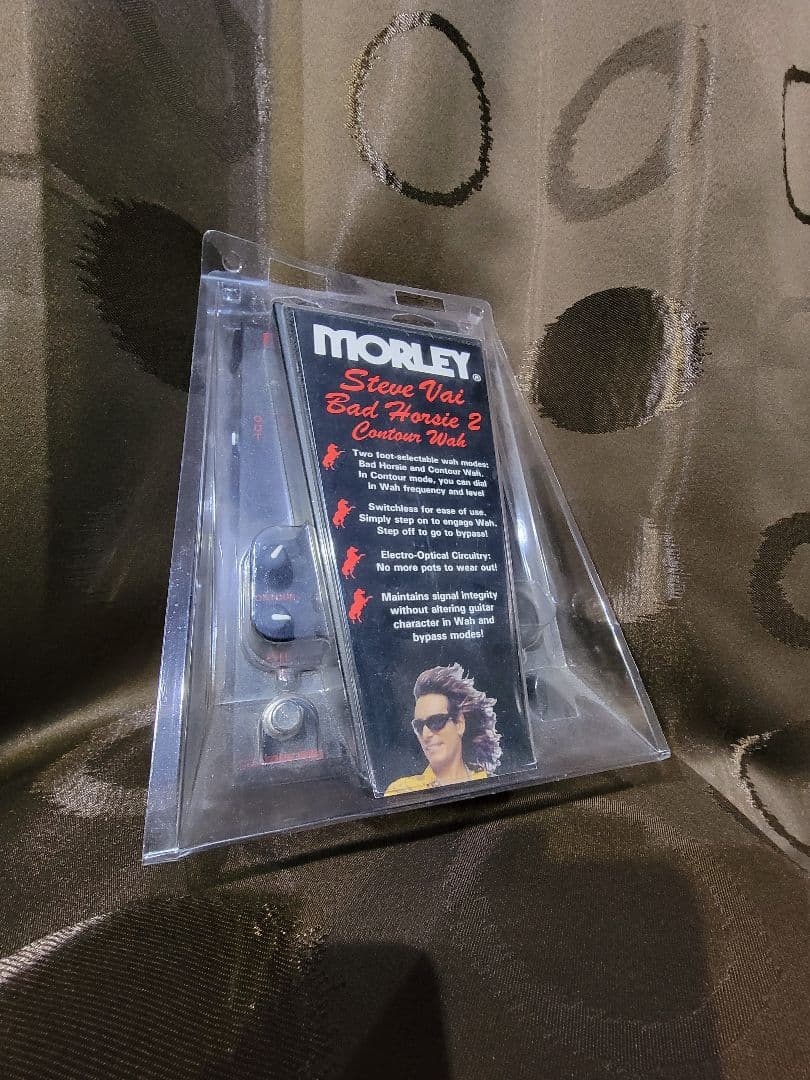 MORLEY®
Steve Vai
Bad Horsie 2
Contour Wah
Two foot-selectable wah modes:
Bad Horsie and Contour Wah.
In Contour mode, you can dial
in Wah frequency and level
Switchless for ease of use.
Simply step on to engage Wah.
Step off to go to bypass!
Electro-Optical Circuitry:
No more pots to wear out!
Maintains signal integrity
without altering guitar
character in Wah and
bypass modes!
OUT
CONTOUR